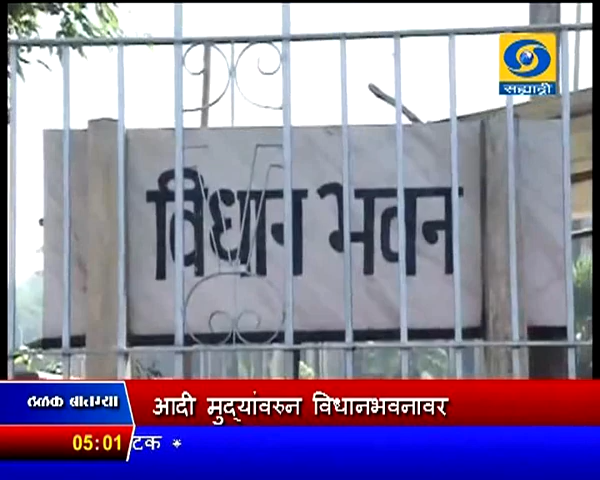 सह्याद्री
विधान भवन
ठळक बातम्या
आदी मुद्यांवरुन विधानभवनावर
05:01
टक *